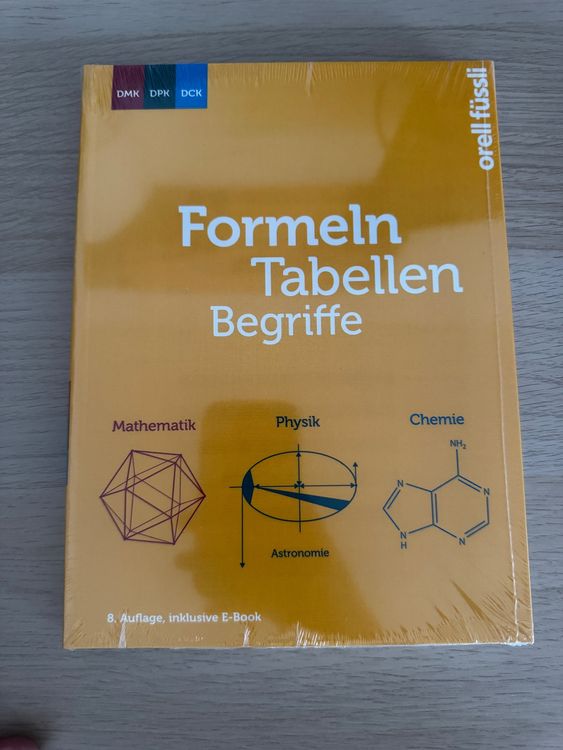 DMK DPK DCK
orell füssli
Formeln
Tabellen
Begriffe
Mathematik
Physik
Chemie
NH₂
N
N
N
H
N
N
Astronomie
8. Auflage, inklusive E-Book